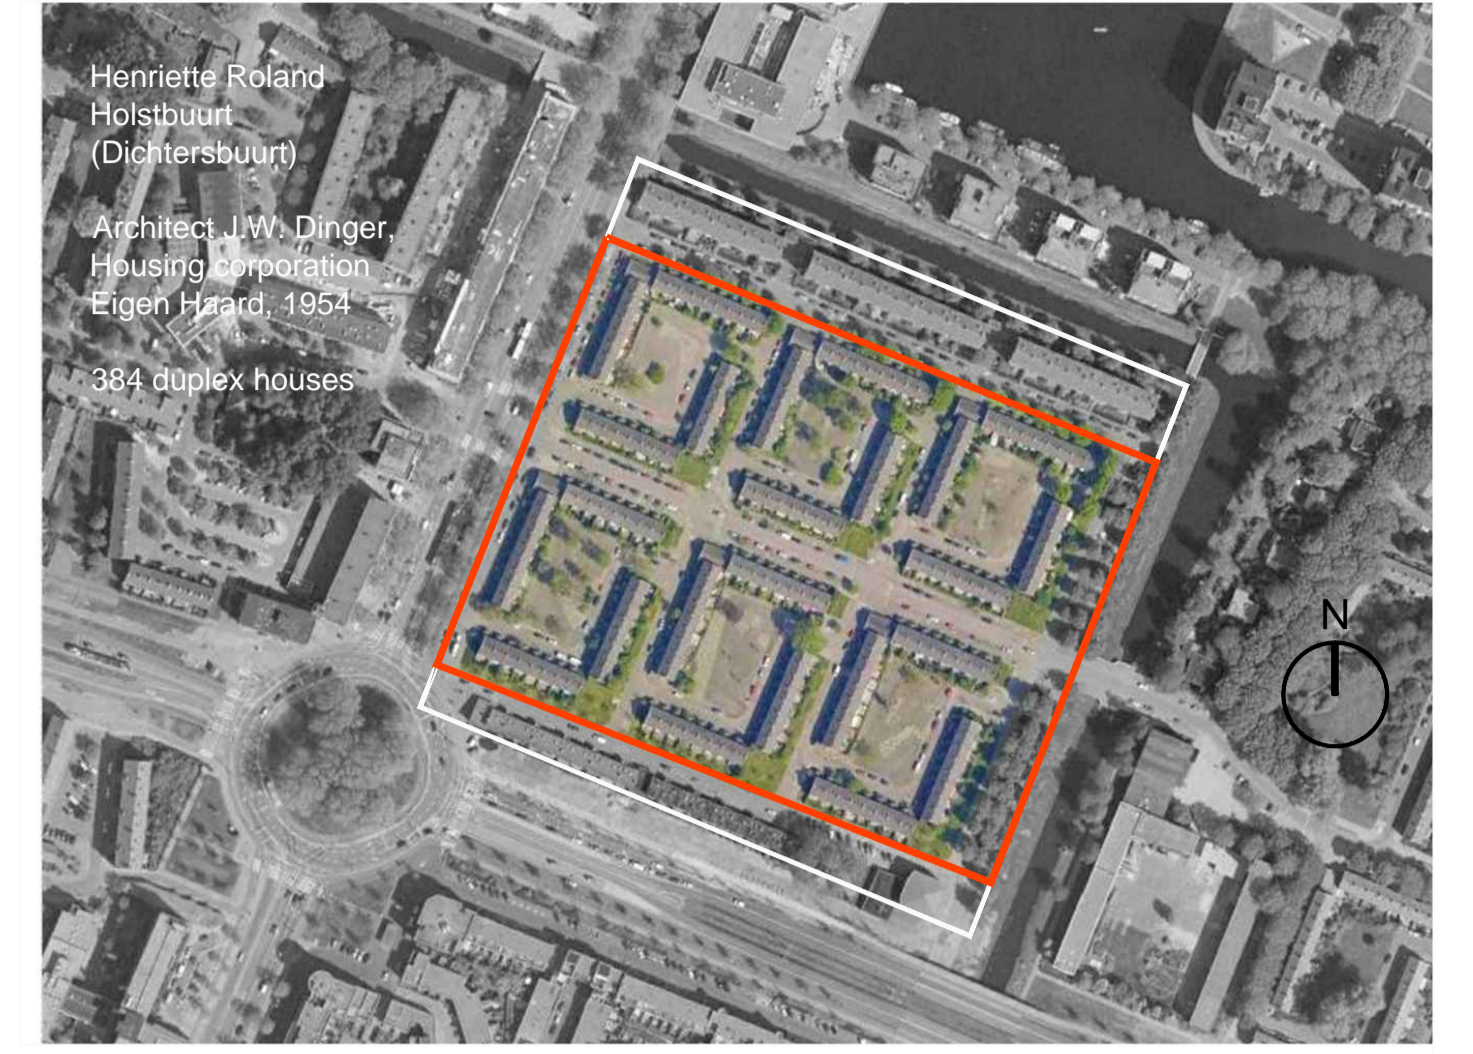 Henriette Roland
Holstbuurt
(Dichtersbuurt)
Architect J.W. Dinger,
Housing corporation
Eigen Haard, 1954
384 duplex houses
N